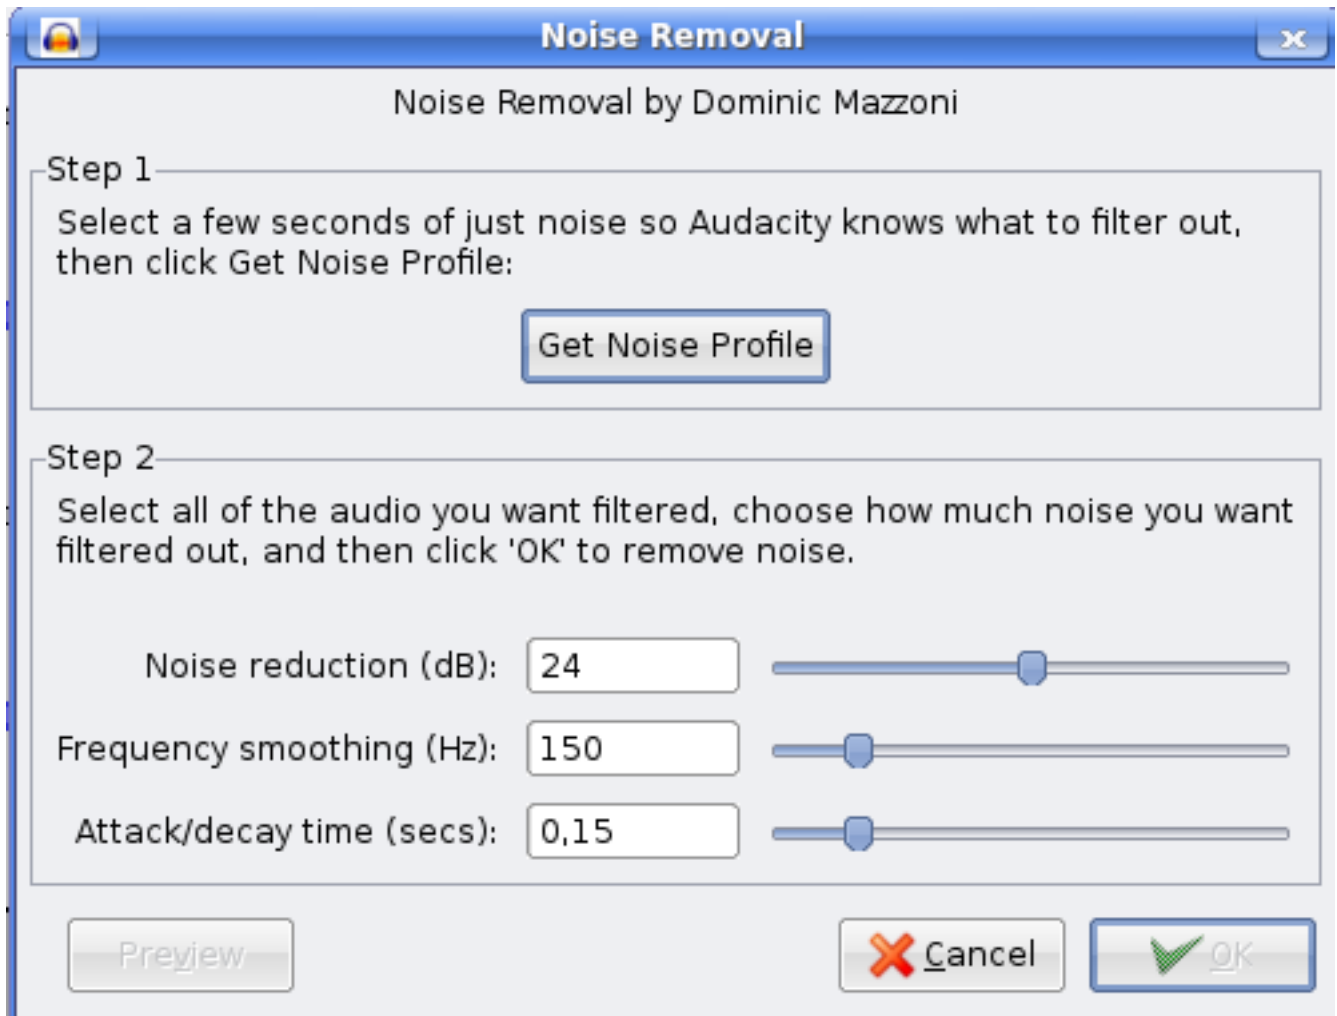 Noise Removal
Noise Removal by Dominic Mazzoni
Step 1
Select a few seconds of just noise so Audacity knows what to filter out,
then click Get Noise Profile:
Get Noise Profile
Step 2
Select all of the audio you want filtered, choose how much noise you want
filtered out, and then click 'OK' to remove noise.
Noise reduction (dB): 24
Frequency smoothing (Hz): 150
Attack/decay time (secs): 0,15
Preview Cancel OK